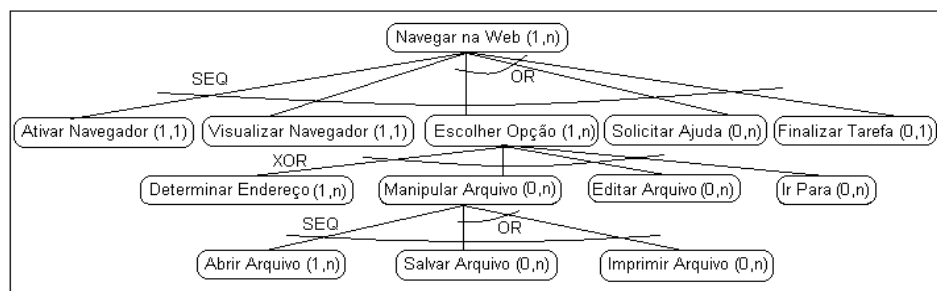 Navegar na Web (1,n)
SEQ
OR
Ativar Navegador (1,1)
Visualizar Navegador (1,1)
Escolher Opção (1,n)
Solicitar Ajuda (0,n)
Finalizar Tarefa (0,1)
XOR
Determinar Endereço (1,n)
Manipular Arquivo (0,n)
Editar Arquivo (0,n)
Ir Para (0,n)
SEQ
OR
Abrir Arquivo (1,n)
Salvar Arquivo (0,n)
Imprimir Arquivo (0,n)